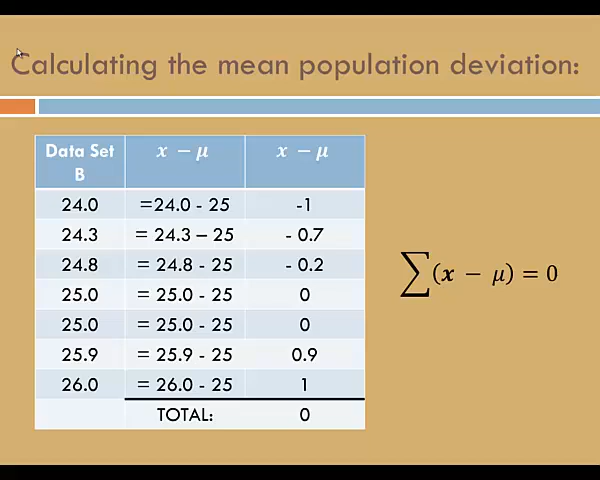 Calculating the mean population deviation:
Data Set B x − μ x − μ
24.0 =24.0 - 25 -1
24.3 = 24.3 – 25 - 0.7
24.8 = 24.8 - 25 - 0.2
25.0 = 25.0 - 25 0
25.0 = 25.0 - 25 0
25.9 = 25.9 - 25 0.9
26.0 = 26.0 - 25 1
TOTAL: 0
∑(x − μ) = 0